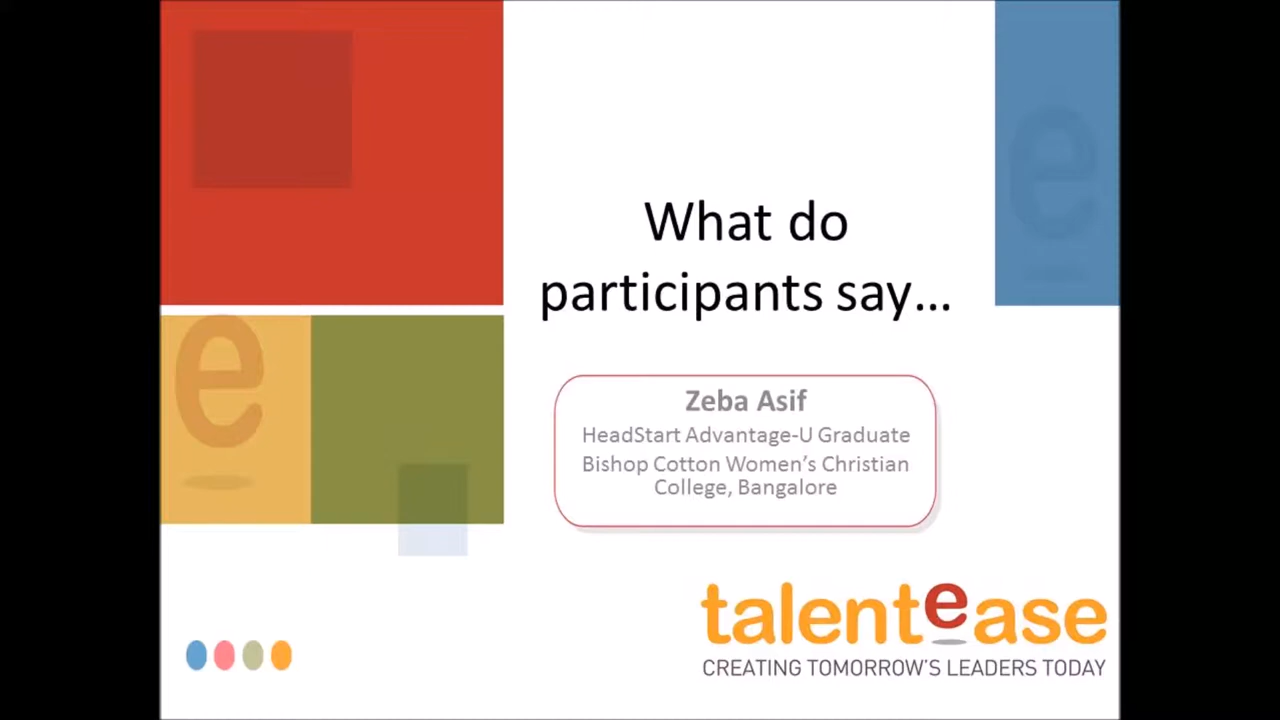 What do
participants say...
Zeba Asif
HeadStart Advantage-U Graduate
Bishop Cotton Women's Christian
College, Bangalore
e
e
talentease
CREATING TOMORROW'S LEADERS TODAY